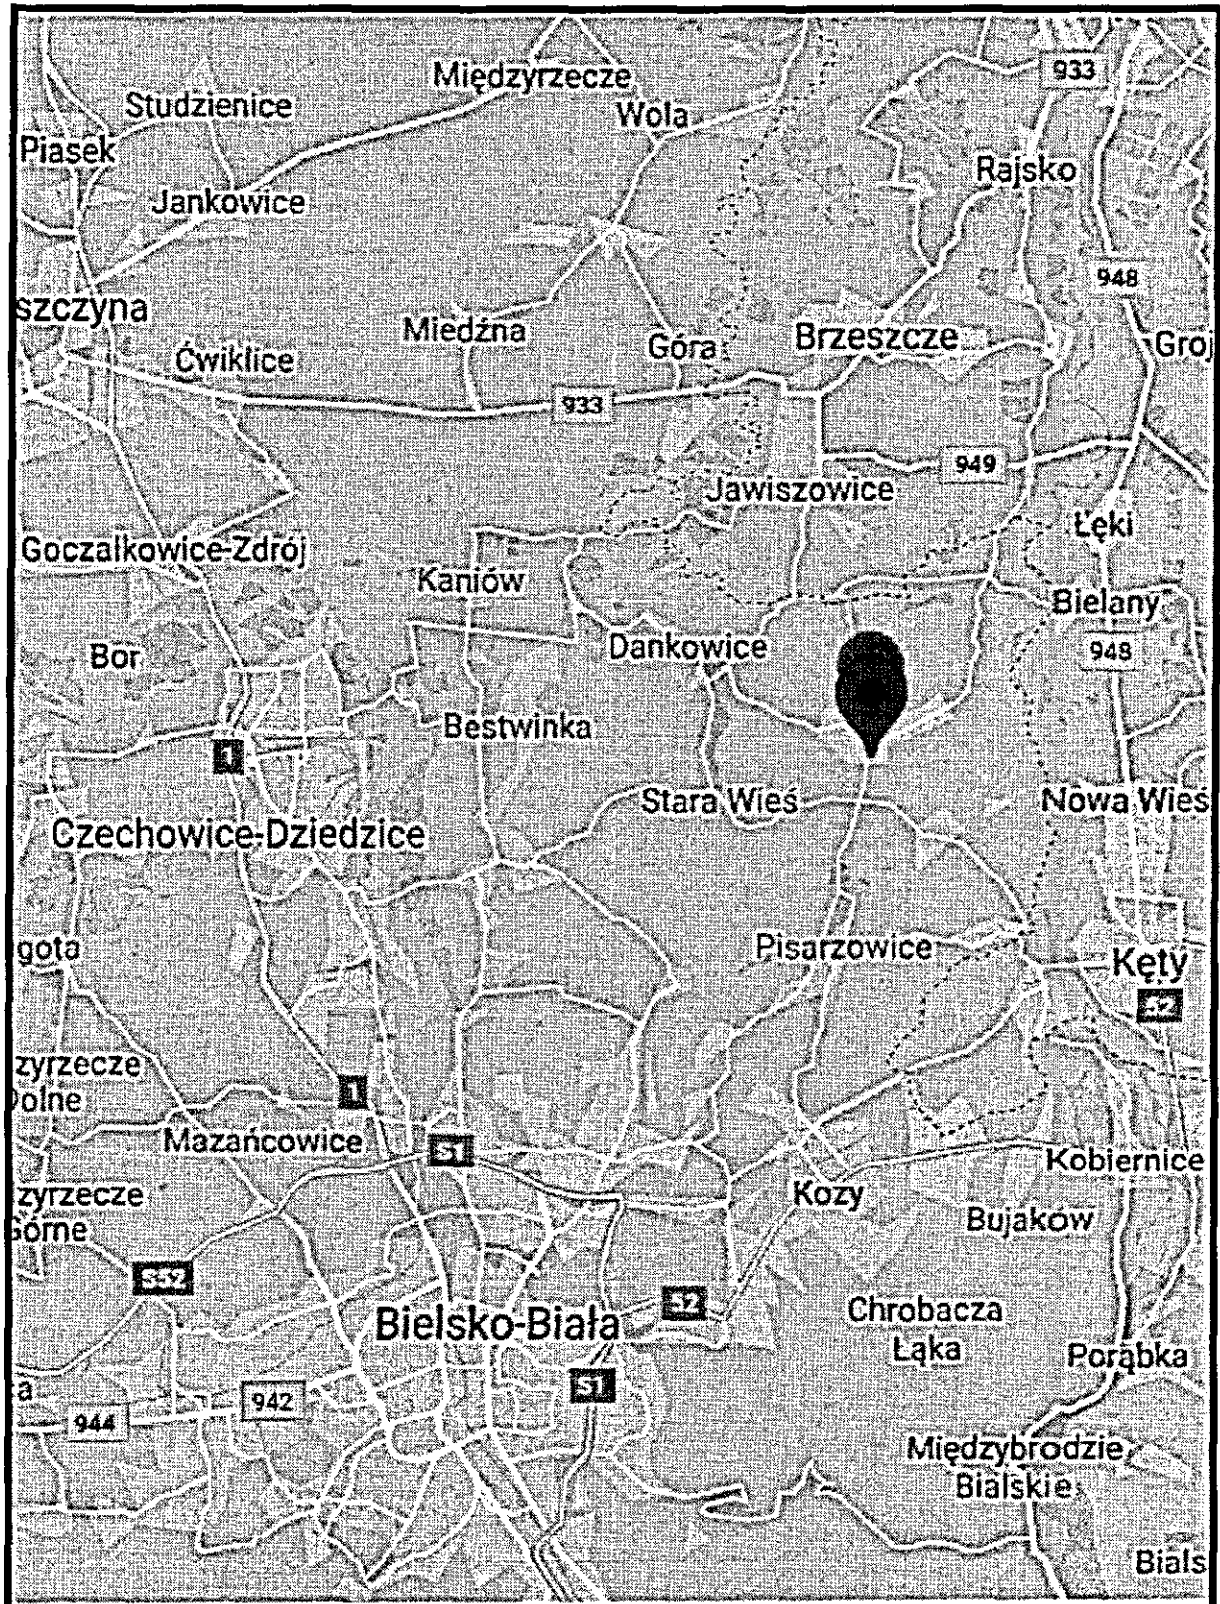 Międzyrzecze
933
Studzienice
Wola
Piasek
Rajsko
Jankowice
948
szczyna
Miedźna
Góra
Brzeszcze
Groj
Ćwiklice
933
949
Jawiszowice
Łęki
Goczałkowice-Zdrój
Kaniów
Bielany
Bor
Dankowice
948
Bestwinka
1
Stara Wieś
Nowa Wieś
Czechowice-Dziedzice
gota
Pisarzowice
Kęty
52
zyrzecze
Dolne
1
Mazańcowice
S1
Kobiernice
zyrzecze
Górne
Kozy
Bujaków
S52
52
Bielsko-Biała
Chrobacza
Łąka
Porąbka
S1
a
942
944
Międzybrodzie
Bialskie
Bials